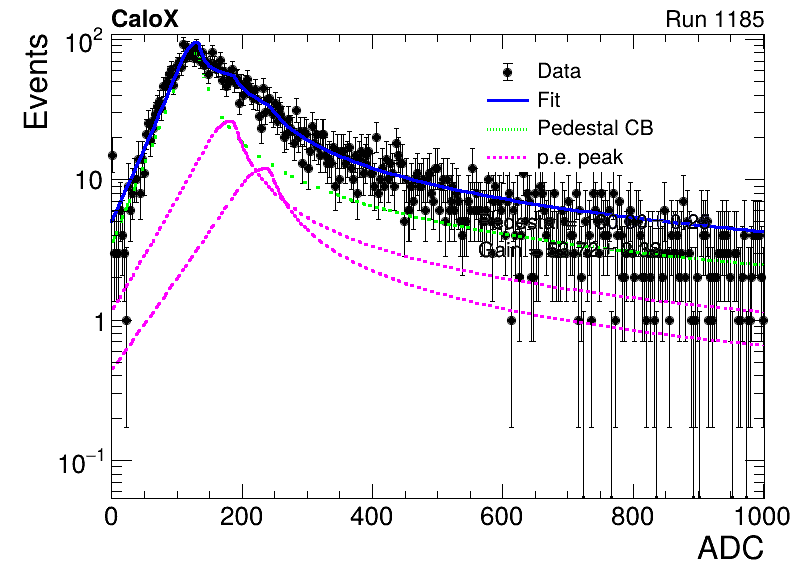 CaloX
Run 1185
Events
Data
Fit
Pedestal CB
p.e. peak
10²
10
1
10⁻¹
0
200
400
600
800
1000
ADC